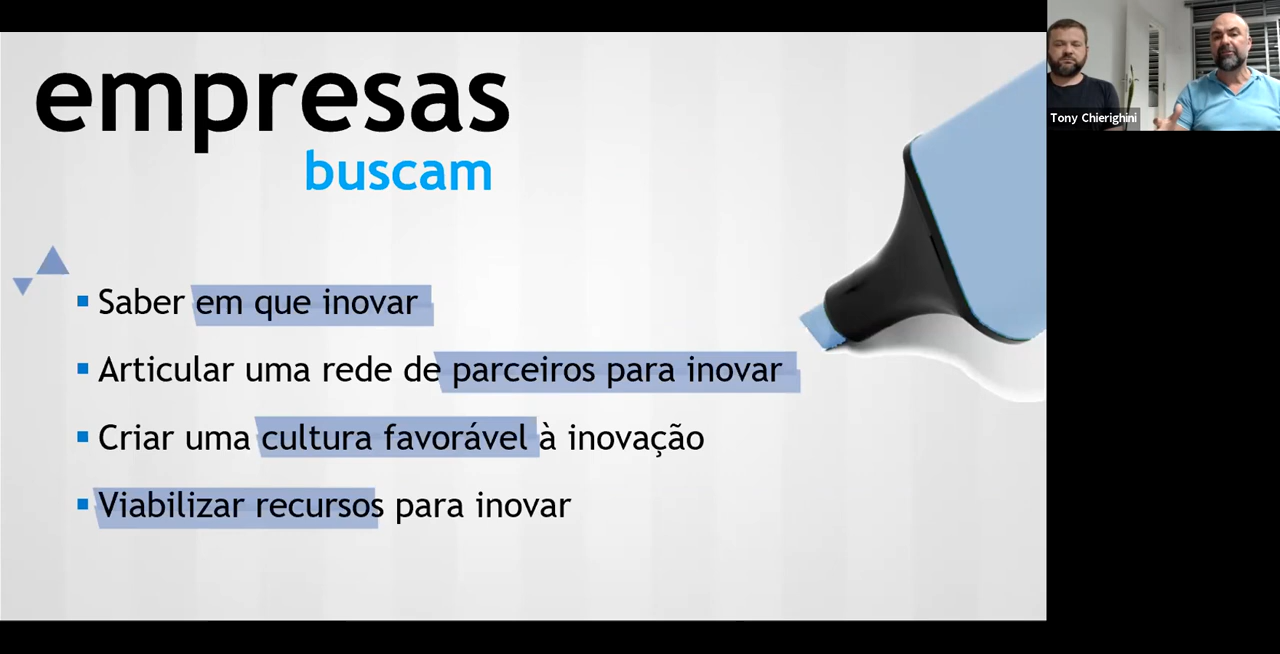 empresas
buscam
Saber em que inovar
Articular uma rede de parceiros para inovar
Criar uma cultura favorável à inovação
Viabilizar recursos para inovar
Tony Chierighini